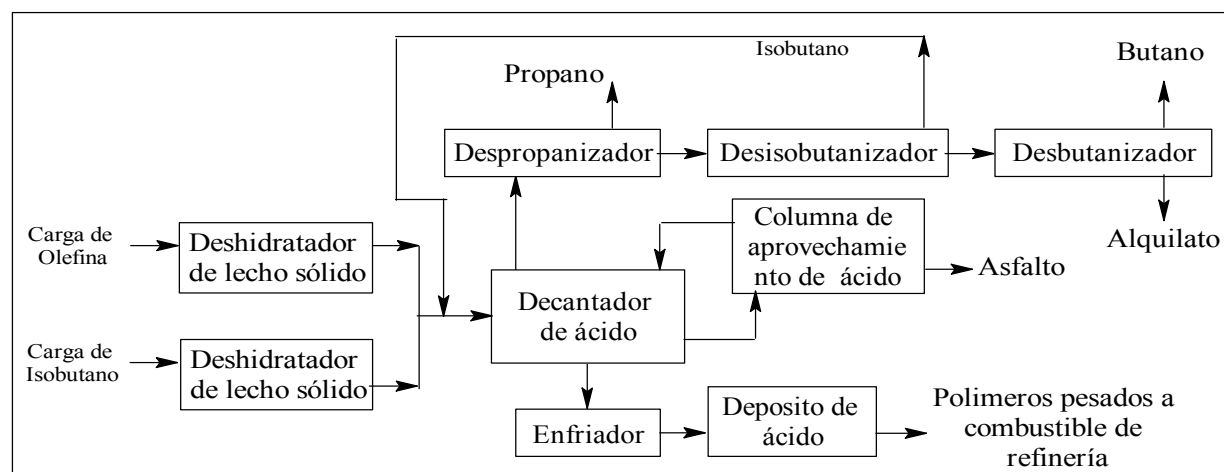 Isobutano
Butano
Propano
Despropanizador
Desisobutanizador
Desbutanizador
Carga de
Olefina
Deshidratador
de lecho sólido
Columna de
aprovechamie
nto de ácido
Alquilato
Asfalto
Decantador
de ácido
Carga de
Isobutano
Deshidratador
de lecho sólido
Enfriador
Deposito de
ácido
Polimeros pesados a
combustible de
refinería